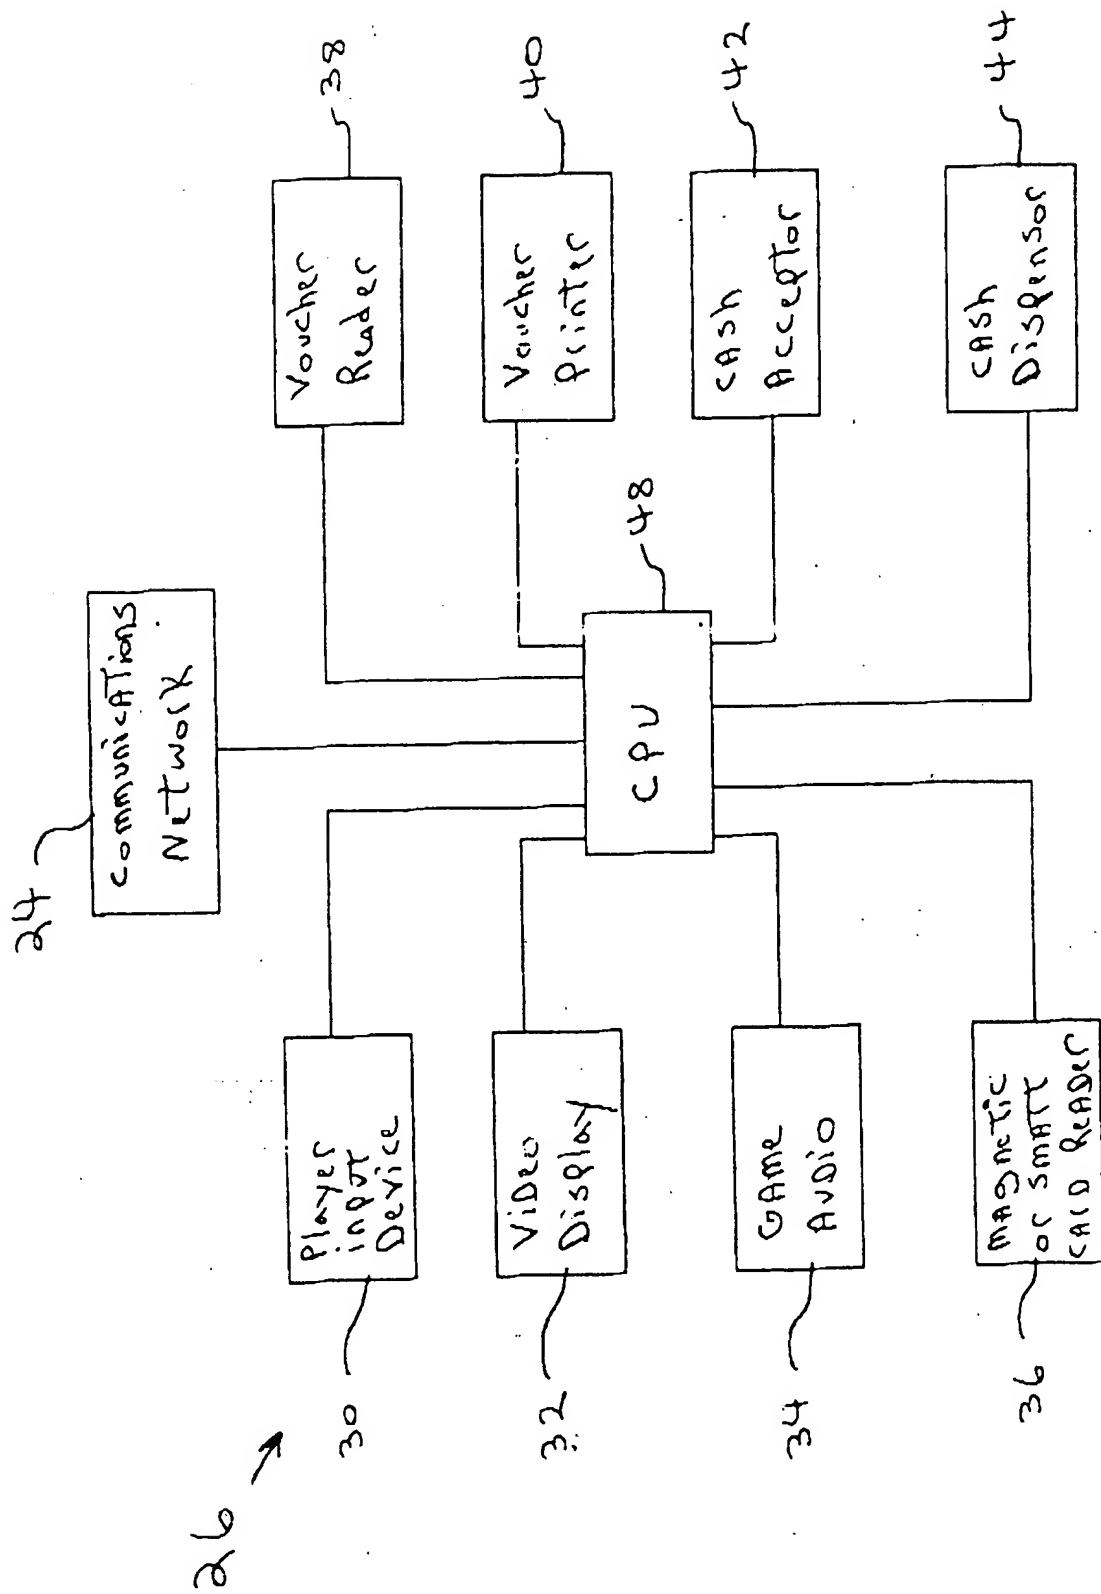 24
Communications
Network
26
30
Player
input
Device
32
Video
Display
34
Game
Audio
36
Magnetic
or smart
card Reader
CPU
48
38
Voucher
Reader
40
Voucher
Printer
42
Cash
Acceptor
44
Cash
Dispensor